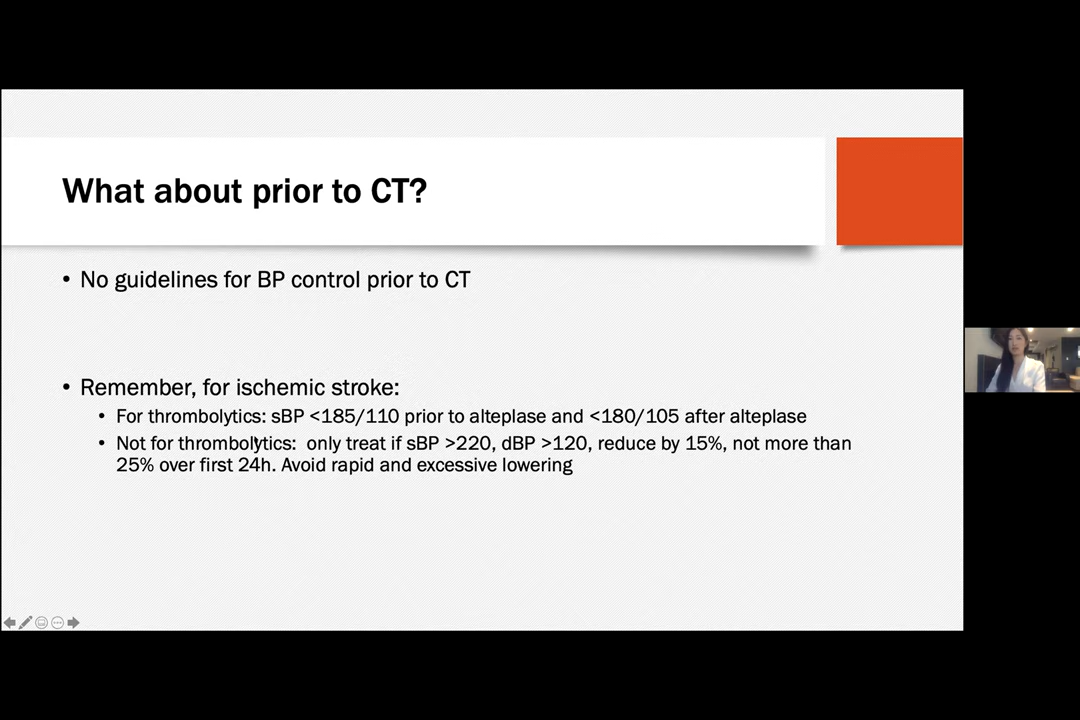 What about prior to CT?
• No guidelines for BP control prior to CT
• Remember, for ischemic stroke:
• For thrombolytics: sBP <185/110 prior to alteplase and <180/105 after alteplase
• Not for thrombolytics:  only treat if sBP >220, dBP >120, reduce by 15%, not more than
25% over first 24h. Avoid rapid and excessive lowering